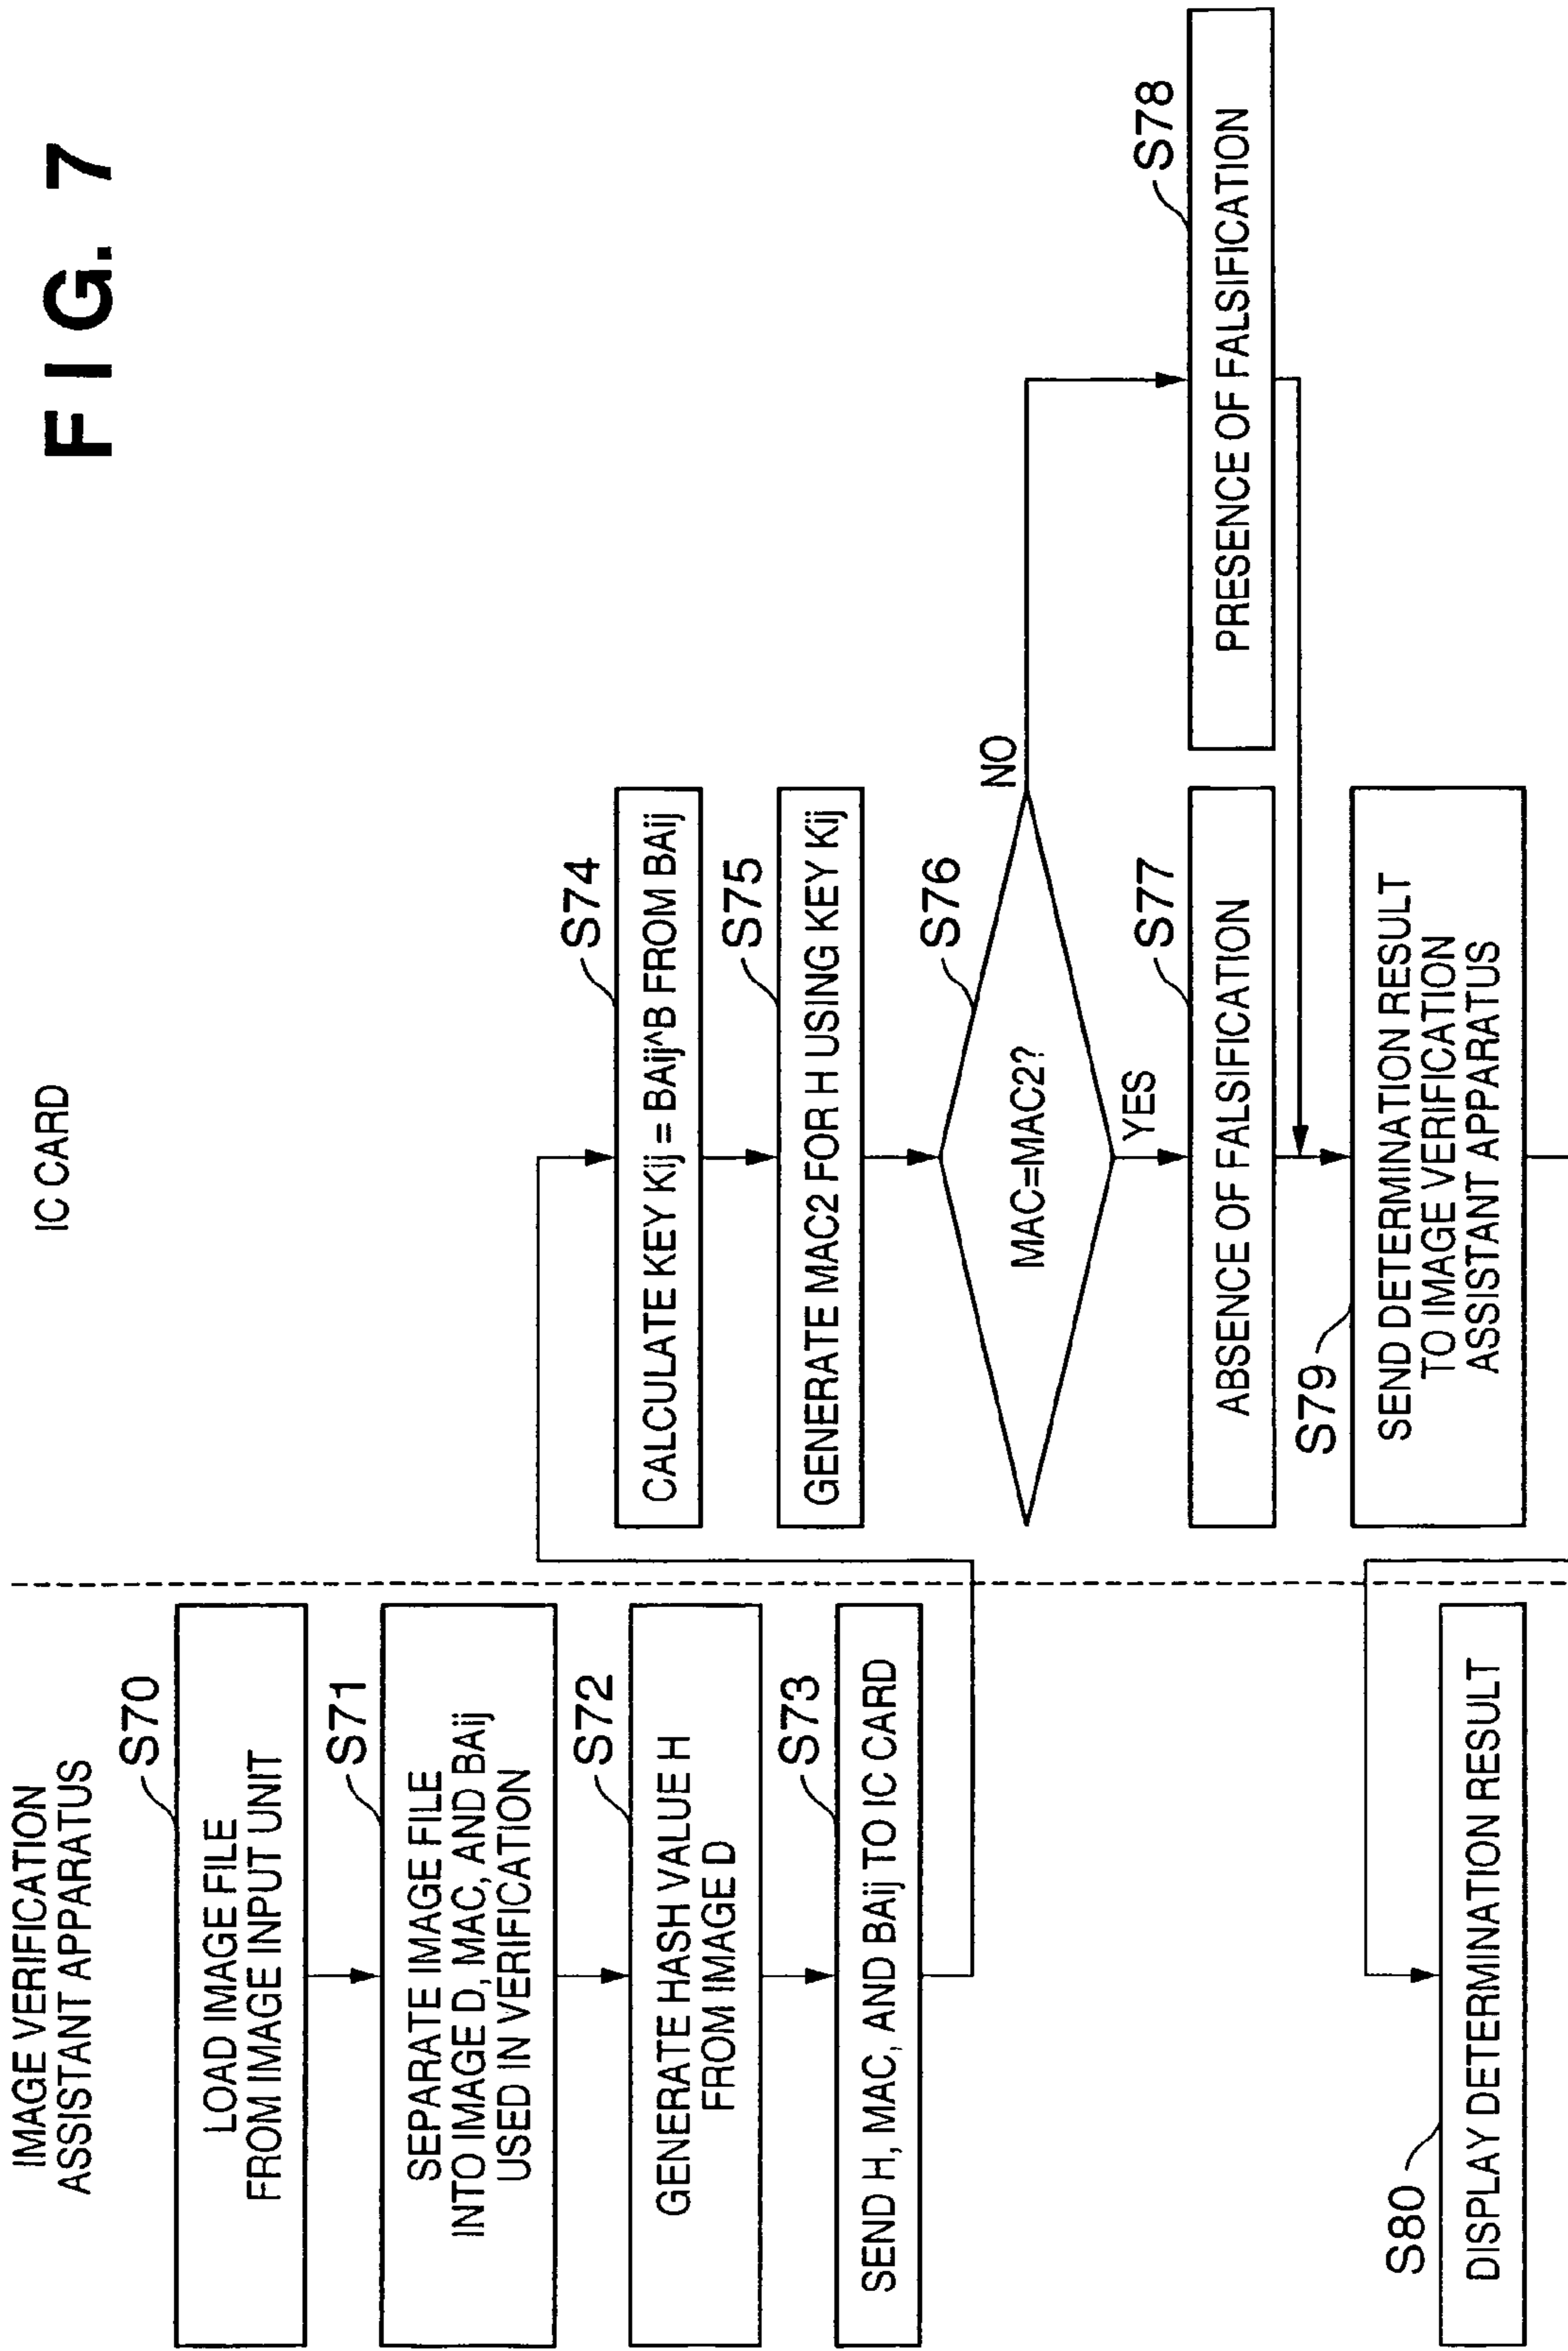 FIG. 7
IMAGE VERIFICATION
ASSISTANT APPARATUS
S70
LOAD IMAGE FILE
FROM IMAGE INPUT UNIT
S71
SEPARATE IMAGE FILE
INTO IMAGE D, MAC, AND BAij
USED IN VERIFICATION
S72
GENERATE HASH VALUE H
FROM IMAGE D
S73
SEND H, MAC, AND BAij TO IC CARD
IC CARD
S74
CALCULATE KEY Kij = BAij^B FROM BAij
S75
GENERATE MAC2 FOR H USING KEY Kij
S76
MAC=MAC2?
NO
YES
S77
ABSENCE OF FALSIFICATION
S78
PRESENCE OF FALSIFICATION
S79
SEND DETERMINATION RESULT
TO IMAGE VERIFICATION
ASSISTANT APPARATUS
S80
DISPLAY DETERMINATION RESULT